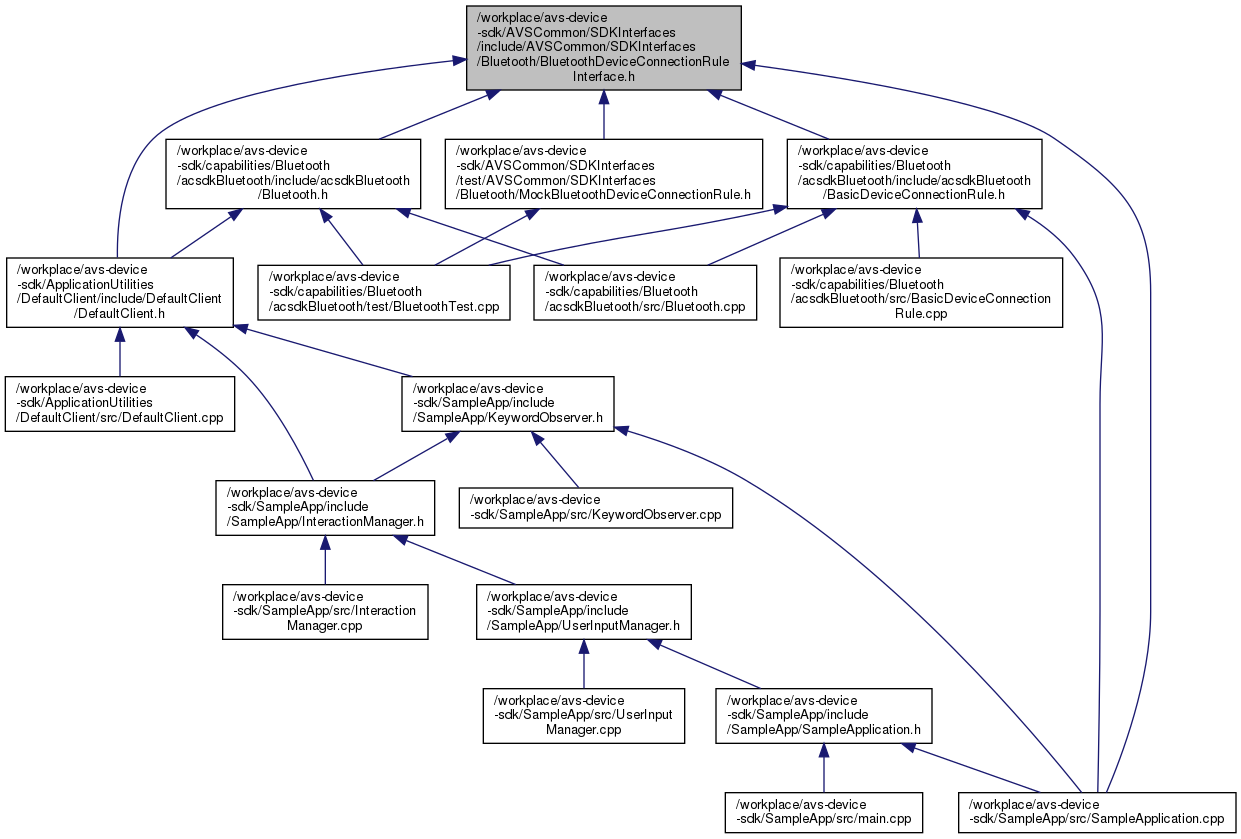 /workplace/avs-device
-sdk/AVSCommon/SDKInterfaces
/include/AVSCommon/SDKInterfaces
/Bluetooth/BluetoothDeviceConnectionRule
Interface.h
/workplace/avs-device
-sdk/capabilities/Bluetooth
/acsdkBluetooth/include/acsdkBluetooth
/Bluetooth.h
/workplace/avs-device
-sdk/AVSCommon/SDKInterfaces
/test/AVSCommon/SDKInterfaces
/Bluetooth/MockBluetoothDeviceConnectionRule.h
/workplace/avs-device
-sdk/capabilities/Bluetooth
/acsdkBluetooth/include/acsdkBluetooth
/BasicDeviceConnectionRule.h
/workplace/avs-device
-sdk/ApplicationUtilities
/DefaultClient/include/DefaultClient
/DefaultClient.h
/workplace/avs-device
-sdk/capabilities/Bluetooth
/acsdkBluetooth/test/BluetoothTest.cpp
/workplace/avs-device
-sdk/capabilities/Bluetooth
/acsdkBluetooth/src/Bluetooth.cpp
/workplace/avs-device
-sdk/capabilities/Bluetooth
/acsdkBluetooth/src/BasicDeviceConnection
Rule.cpp
/workplace/avs-device
-sdk/ApplicationUtilities
/DefaultClient/src/DefaultClient.cpp
/workplace/avs-device
-sdk/SampleApp/include
/SampleApp/KeywordObserver.h
/workplace/avs-device
-sdk/SampleApp/include
/SampleApp/InteractionManager.h
/workplace/avs-device
-sdk/SampleApp/src/KeywordObserver.cpp
/workplace/avs-device
-sdk/SampleApp/src/Interaction
Manager.cpp
/workplace/avs-device
-sdk/SampleApp/include
/SampleApp/UserInputManager.h
/workplace/avs-device
-sdk/SampleApp/src/UserInput
Manager.cpp
/workplace/avs-device
-sdk/SampleApp/include
/SampleApp/SampleApplication.h
/workplace/avs-device
-sdk/SampleApp/src/main.cpp
/workplace/avs-device
-sdk/SampleApp/src/SampleApplication.cpp